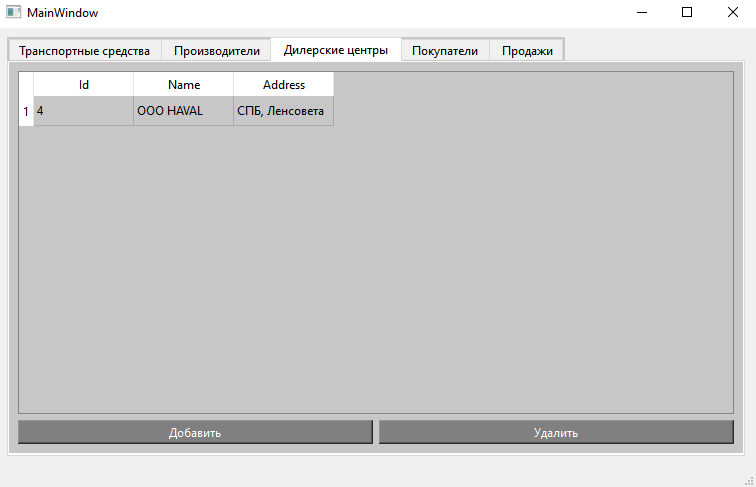 MainWindow
Транспортные средства Производители Дилерские центры Покупатели Продажи
Id Name Address
1 4 ООО HAVAL СПБ, Ленсовета
Добавить Удалить